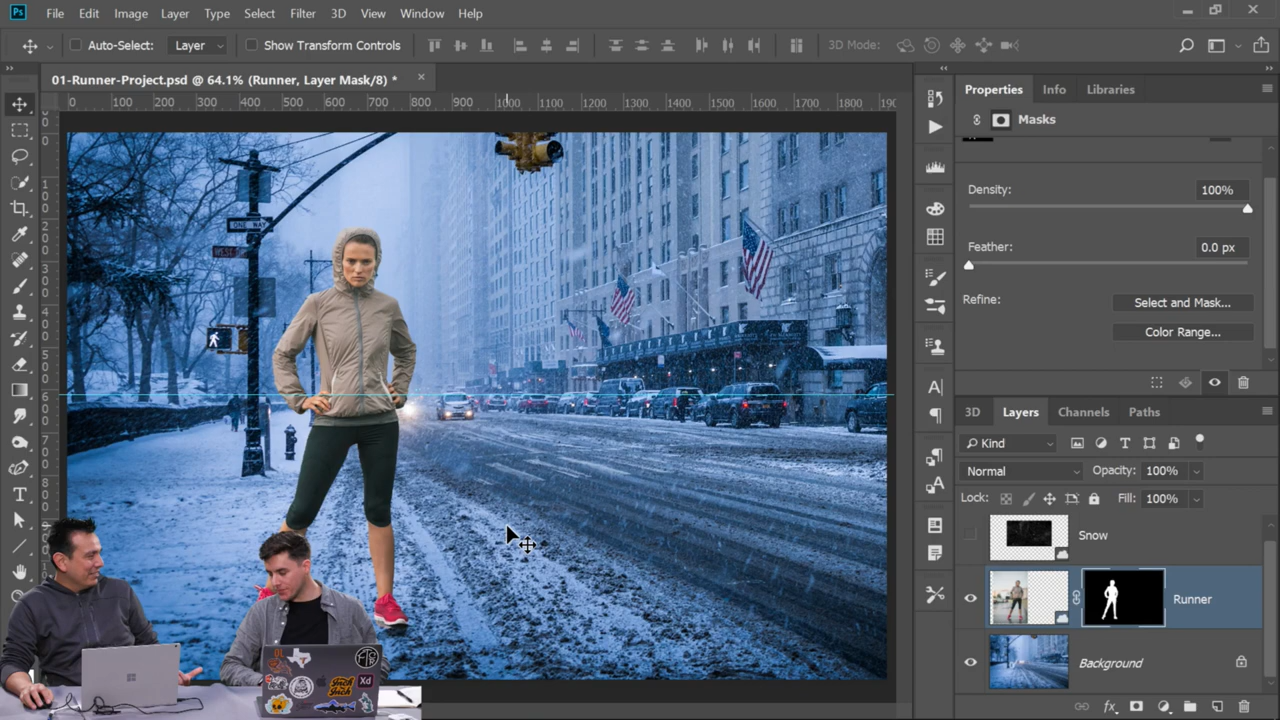 Ps File Edit Image Layer Type Select Filter 3D View Window Help
Auto-Select: Layer Show Transform Controls 3D Mode:
01-Runner-Project.psd @ 64.1% (Runner, Layer Mask/8) *
0 100 200 300 400 500 600 700 800 900 1000 1100 1200 1300 1400 1500 1600 1700 1800
Properties Info Libraries
Masks
Density: 100%
Feather: 0.0 px
Refine: Select and Mask...
Color Range...
3D Layers Channels Paths
Kind
Normal Opacity: 100%
Lock: Fill: 100%
Snow
Runner
Background
ONE WAY
Xd